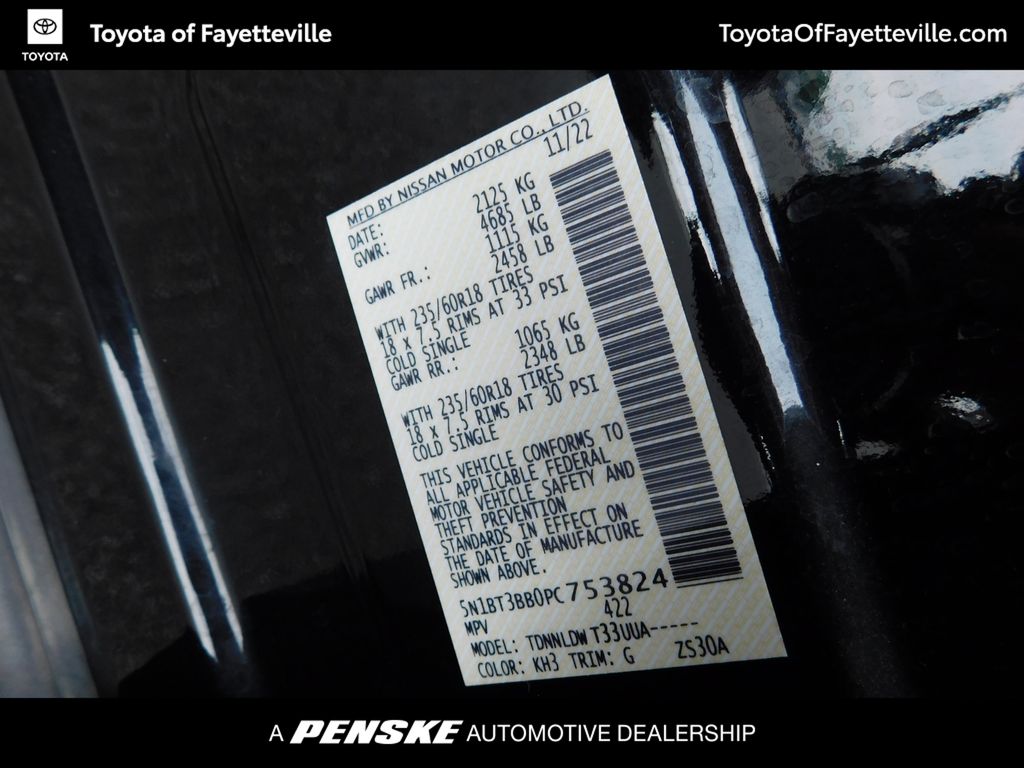 TOYOTA
Toyota of Fayetteville
ToyotaOfFayetteville.com
MFD BY NISSAN MOTOR CO., LTD.
DATE: 11/22
GVWR: 2125 KG
4685 LB
GAWR FR.: 1115 KG
2458 LB
WITH 235/60R18 TIRES
18 x 7.5 RIMS AT 33 PSI
COLD SINGLE
GAWR RR.: 1065 KG
2348 LB
WITH 235/60R18 TIRES
18 x 7.5 RIMS AT 30 PSI
COLD SINGLE
THIS VEHICLE CONFORMS TO
ALL APPLICABLE FEDERAL
MOTOR VEHICLE SAFETY AND
THEFT PREVENTION
STANDARDS IN EFFECT ON
THE DATE OF MANUFACTURE
SHOWN ABOVE.
5N1BT3BB0PC753824
MPV 422
MODEL: TDNNLDWT33UUA-----
COLOR: KH3 TRIM: G ZS30A
A PENSKE AUTOMOTIVE DEALERSHIP